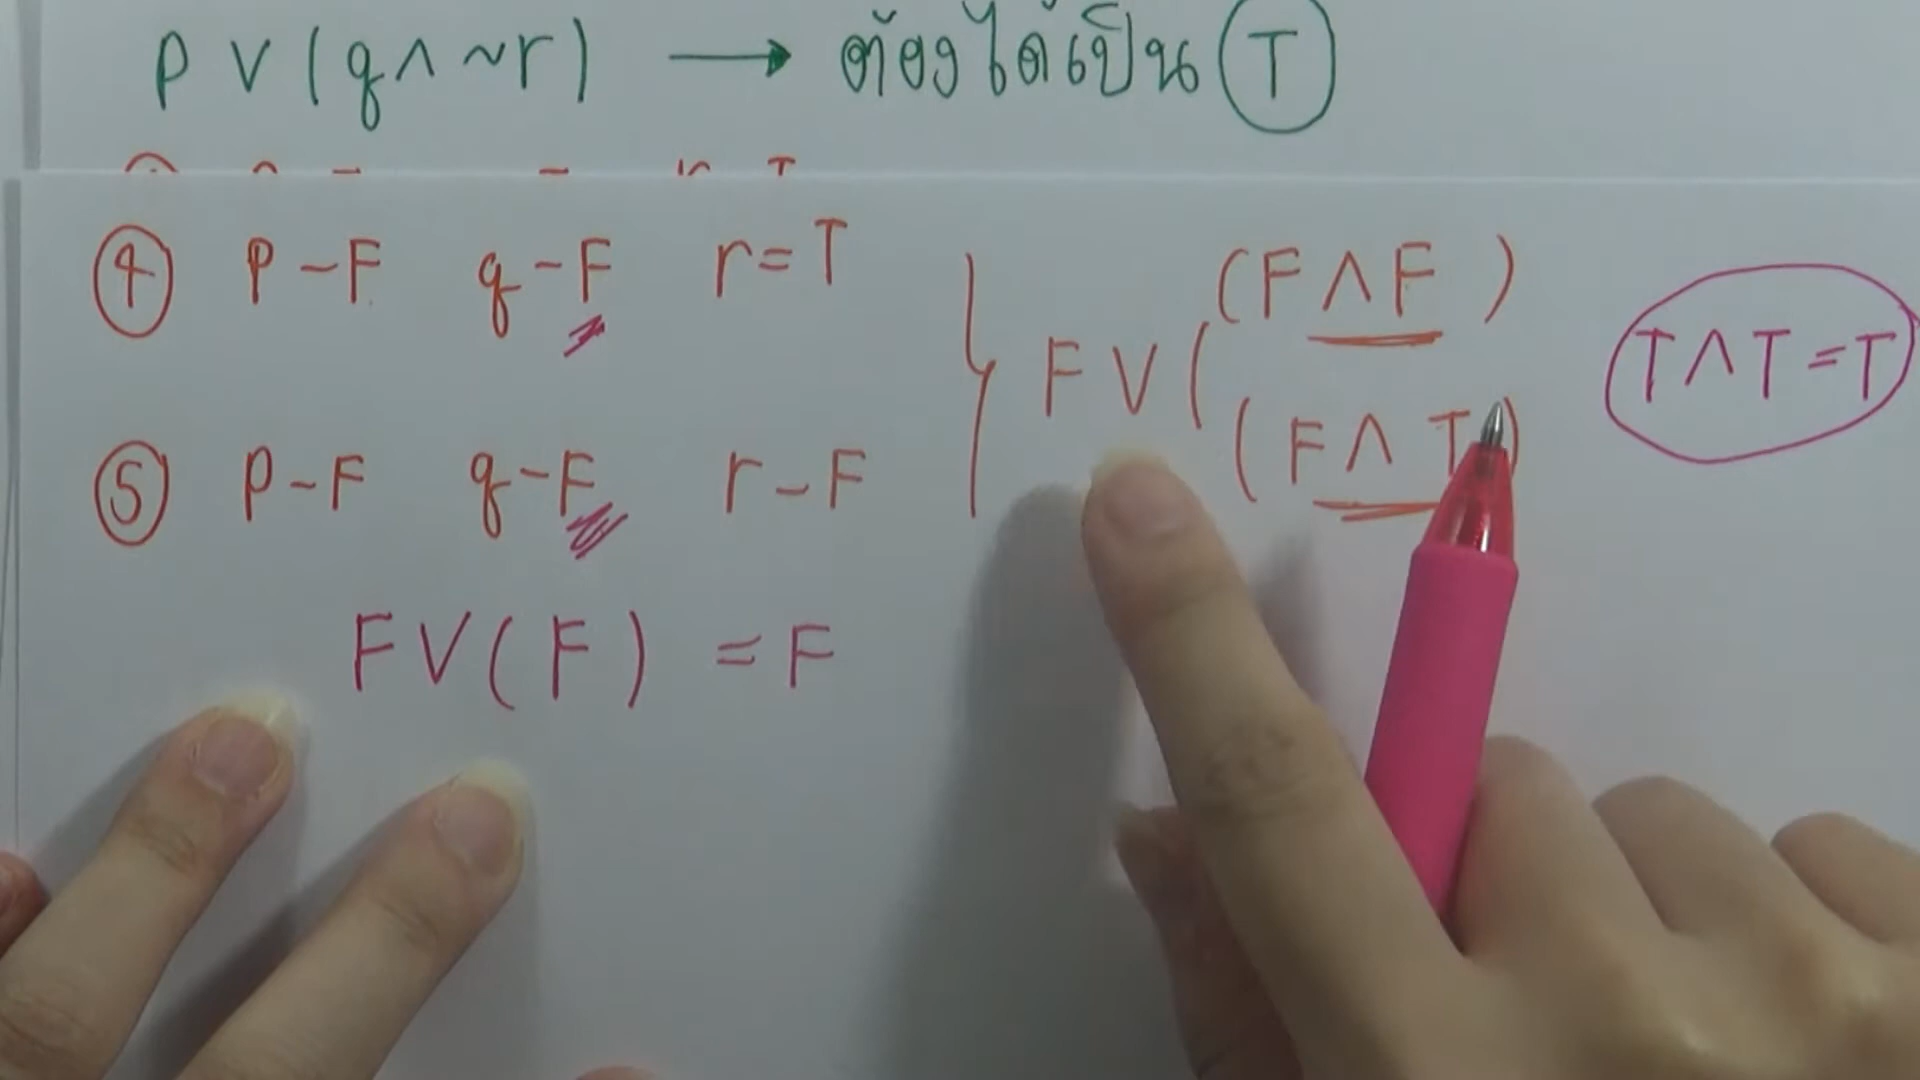 p ∨ (q ∧ ~r) → ต้องได้เป็น T
④ p - F q - F r = T
(F ∧ F)
F ∨ (
T ∧ T = T
(F ∧ T)
⑤ p - F q - F r - F
F ∨ (F) = F